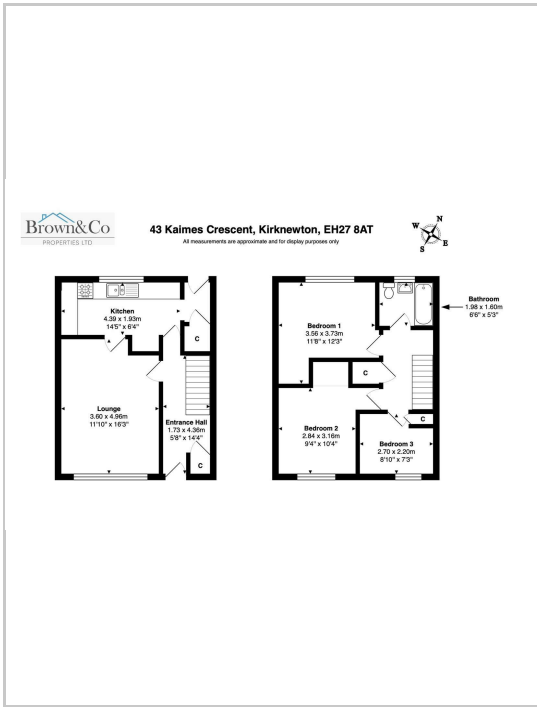 Brown&Co
PROPERTIES LTD.
43 Kaimes Crescent, Kirknewton, EH27 8AT
All measurements are approximate and for display purposes only
N
W
E
S
Kitchen
4.39 x 1.93m
14'5" x 6'4"
C
Lounge
3.60 x 4.96m
11'10" x 16'3"
Entrance Hall
1.73 x 4.36m
5'8" x 14'4"
C
Bedroom 1
3.56 x 3.73m
11'8" x 12'3"
Bathroom
1.98 x 1.60m
6'6" x 5'3"
C
Bedroom 2
2.84 x 3.16m
9'4" x 10'4"
C
Bedroom 3
2.70 x 2.20m
8'10" x 7'3"